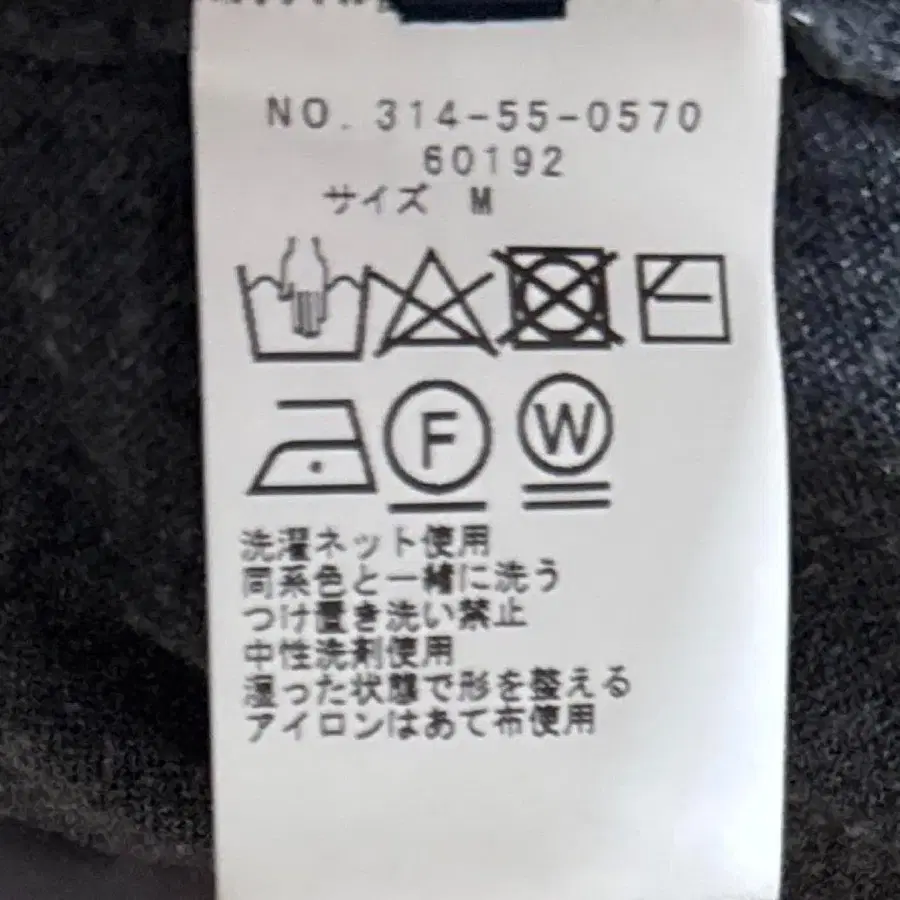 NO. 314-55-0570
60192
サイズ M
F W
洗濯ネット使用
同系色と一緒に洗う
つけ置き洗い禁止
中性洗剤使用
湿った状態で形を整える
アイロンはあて布使用